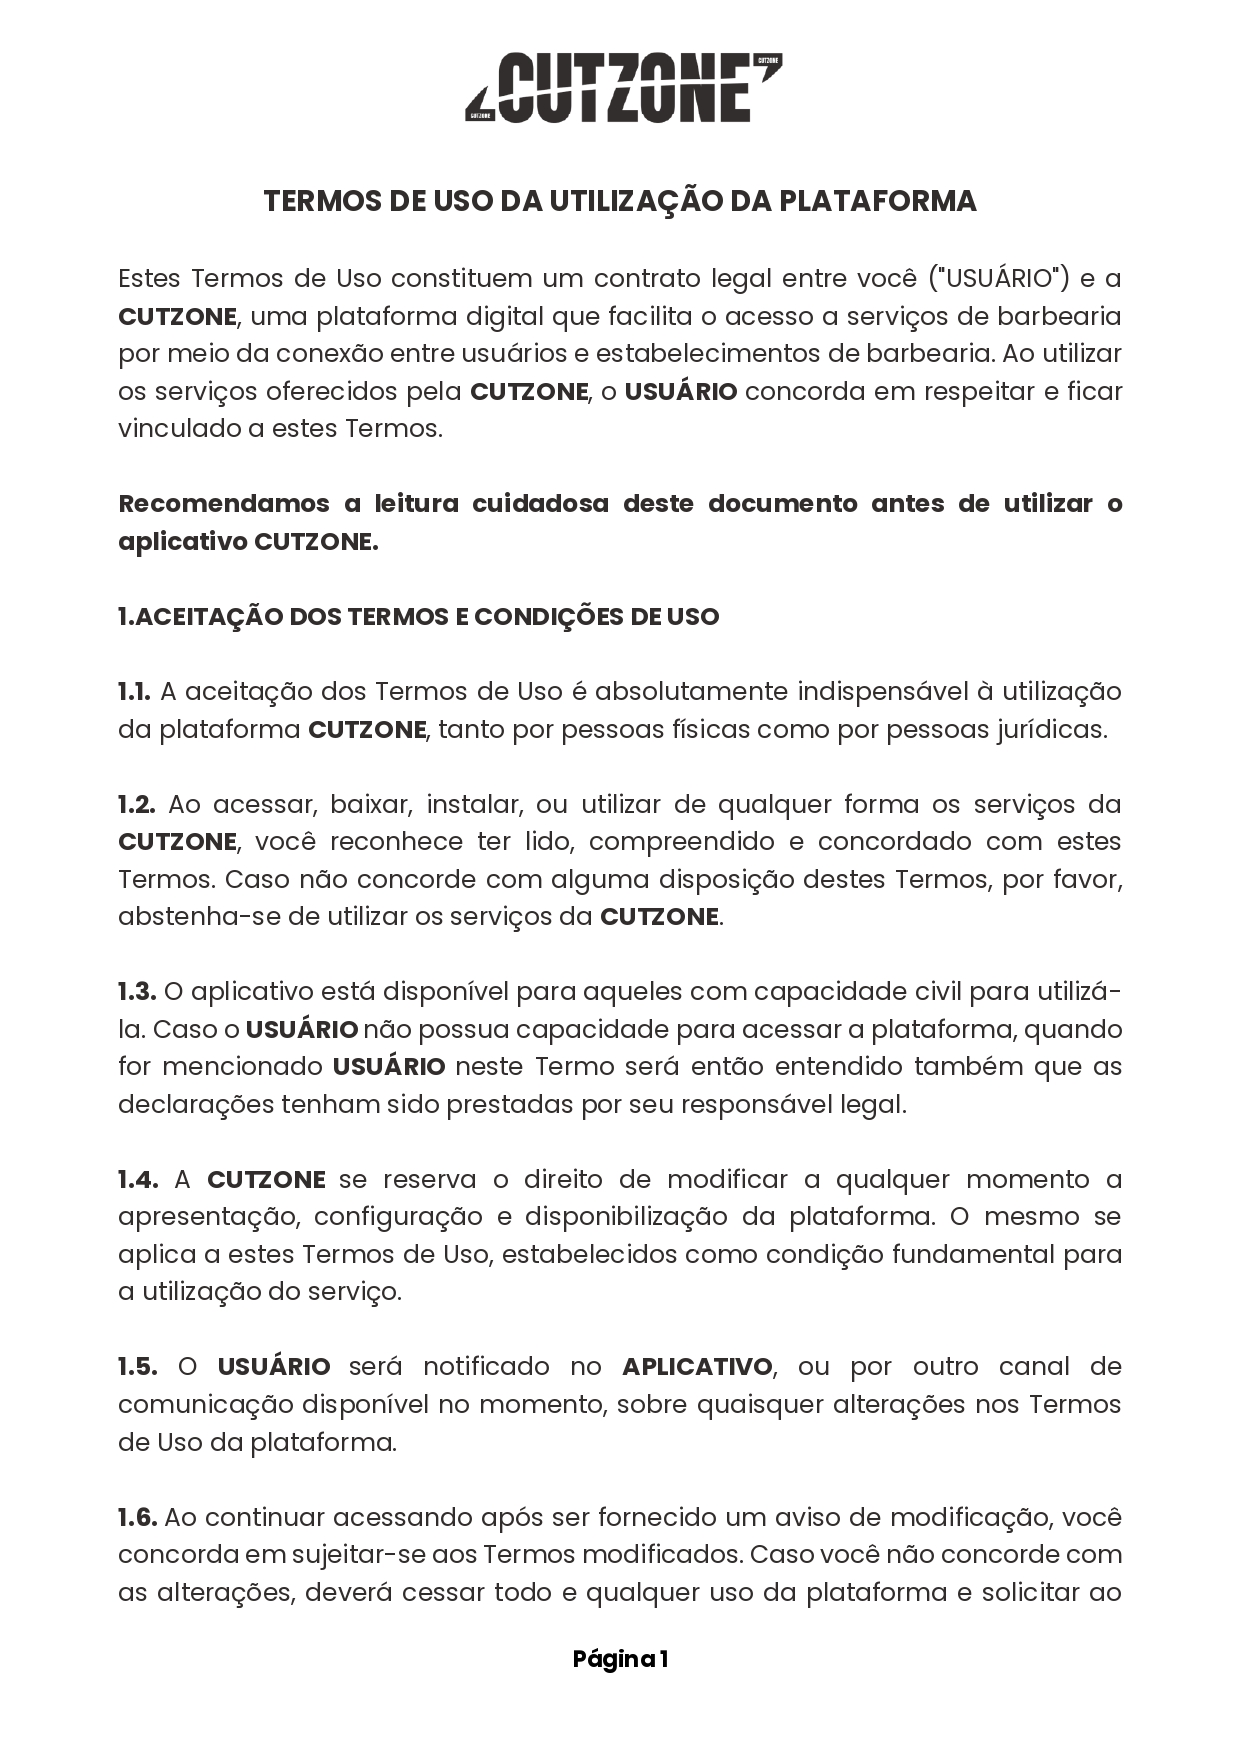 CUTZONE
CUTZONE
CUTZONE
TERMOS DE USO DA UTILIZAÇÃO DA PLATAFORMA
Estes Termos de Uso constituem um contrato legal entre você ("USUÁRIO") e a
CUTZONE, uma plataforma digital que facilita o acesso a serviços de barbearia
por meio da conexão entre usuários e estabelecimentos de barbearia. Ao utilizar
os serviços oferecidos pela CUTZONE, o USUÁRIO concorda em respeitar e ficar
vinculado a estes Termos.
Recomendamos a leitura cuidadosa deste documento antes de utilizar o
aplicativo CUTZONE.
1.ACEITAÇÃO DOS TERMOS E CONDIÇÕES DE USO
1.1. A aceitação dos Termos de Uso é absolutamente indispensável à utilização
da plataforma CUTZONE, tanto por pessoas físicas como por pessoas jurídicas.
1.2. Ao acessar, baixar, instalar, ou utilizar de qualquer forma os serviços da
CUTZONE, você reconhece ter lido, compreendido e concordado com estes
Termos. Caso não concorde com alguma disposição destes Termos, por favor,
abstenha-se de utilizar os serviços da CUTZONE.
1.3. O aplicativo está disponível para aqueles com capacidade civil para utilizá-
la. Caso o USUÁRIO não possua capacidade para acessar a plataforma, quando
for mencionado USUÁRIO neste Termo será então entendido também que as
declarações tenham sido prestadas por seu responsável legal.
1.4. A CUTZONE se reserva o direito de modificar a qualquer momento a
apresentação, configuração e disponibilização da plataforma. O mesmo se
aplica a estes Termos de Uso, estabelecidos como condição fundamental para
a utilização do serviço.
1.5. O USUÁRIO será notificado no APLICATIVO, ou por outro canal de
comunicação disponível no momento, sobre quaisquer alterações nos Termos
de Uso da plataforma.
1.6. Ao continuar acessando após ser fornecido um aviso de modificação, você
concorda em sujeitar-se aos Termos modificados. Caso você não concorde com
as alterações, deverá cessar todo e qualquer uso da plataforma e solicitar ao
Página 1